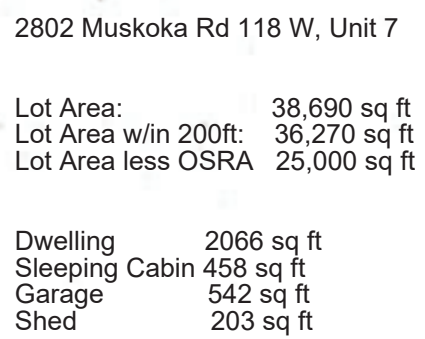 2802 Muskoka Rd 118 W, Unit 7
Lot Area: 38,690 sq ft
Lot Area w/in 200ft: 36,270 sq ft
Lot Area less OSRA 25,000 sq ft
Dwelling 2066 sq ft
Sleeping Cabin 458 sq ft
Garage 542 sq ft
Shed 203 sq ft